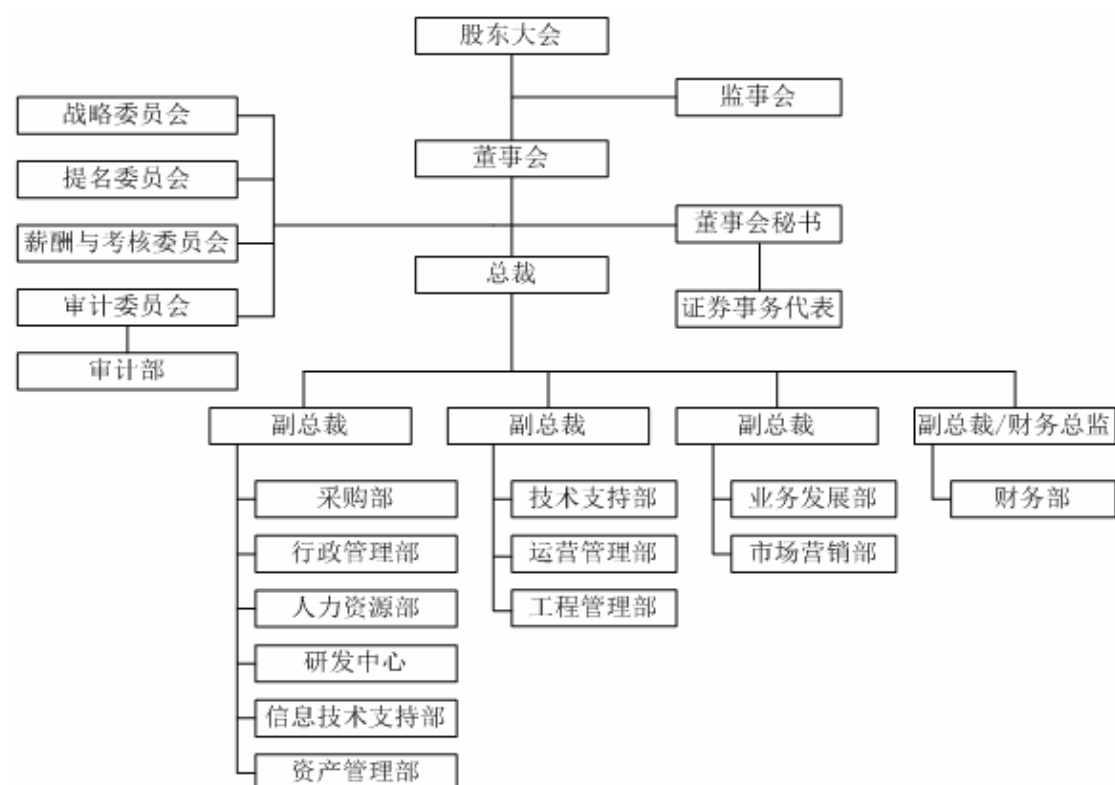 股东大会
监事会
战略委员会
董事会
提名委员会
薪酬与考核委员会
董事会秘书
总裁
审计委员会
证券事务代表
审计部
副总裁
副总裁
副总裁
副总裁/财务总监
采购部
技术支持部
业务发展部
财务部
行政管理部
运营管理部
市场营销部
人力资源部
工程管理部
研发中心
信息技术支持部
资产管理部